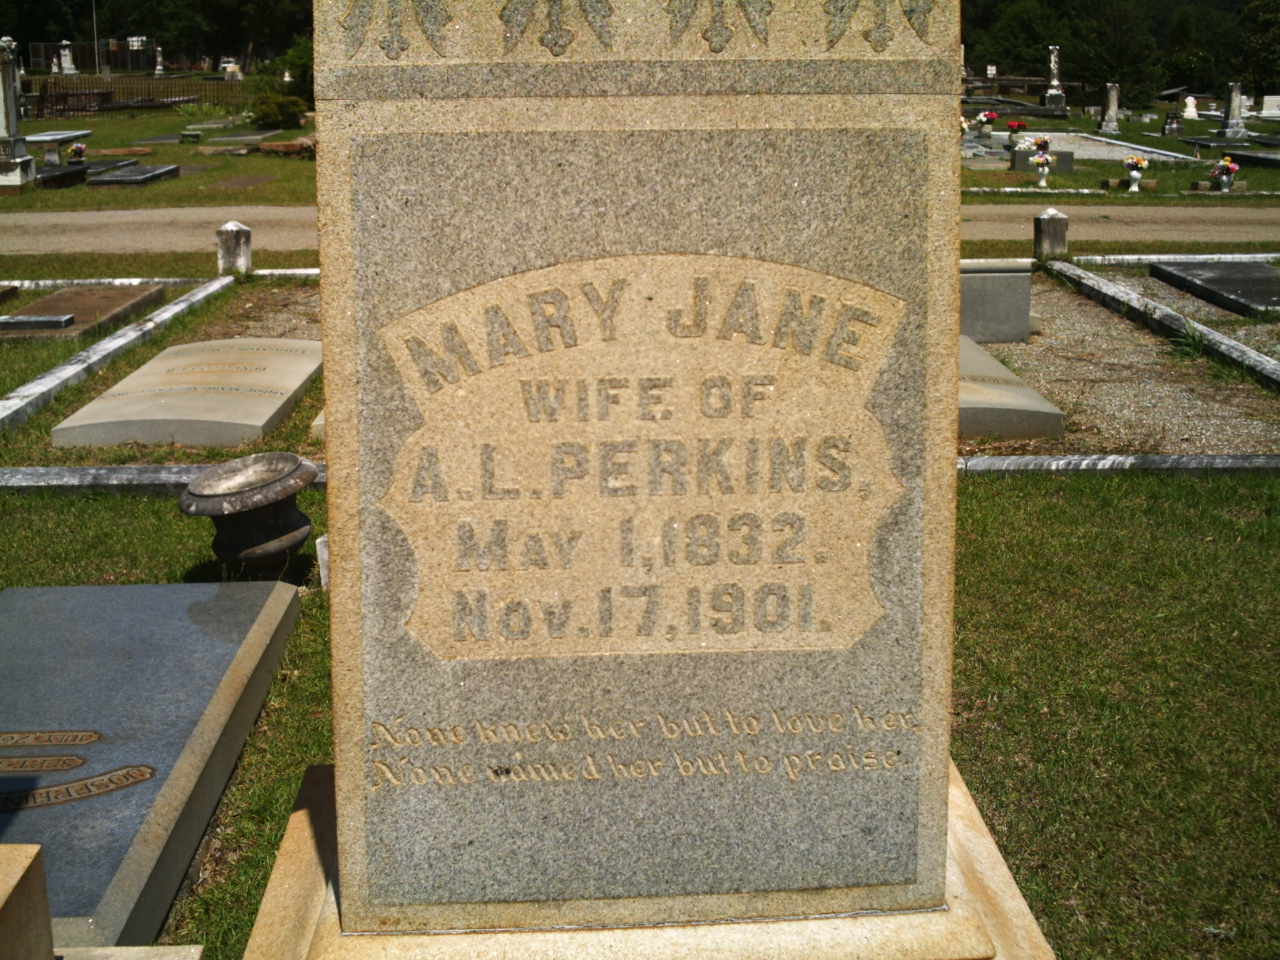 MARY JANE
WIFE OF
A. L. PERKINS.
MAY 1, 1832.
NOV. 17, 1901.
None knew her but to love her
None named her but to praise
JOSEPHIN